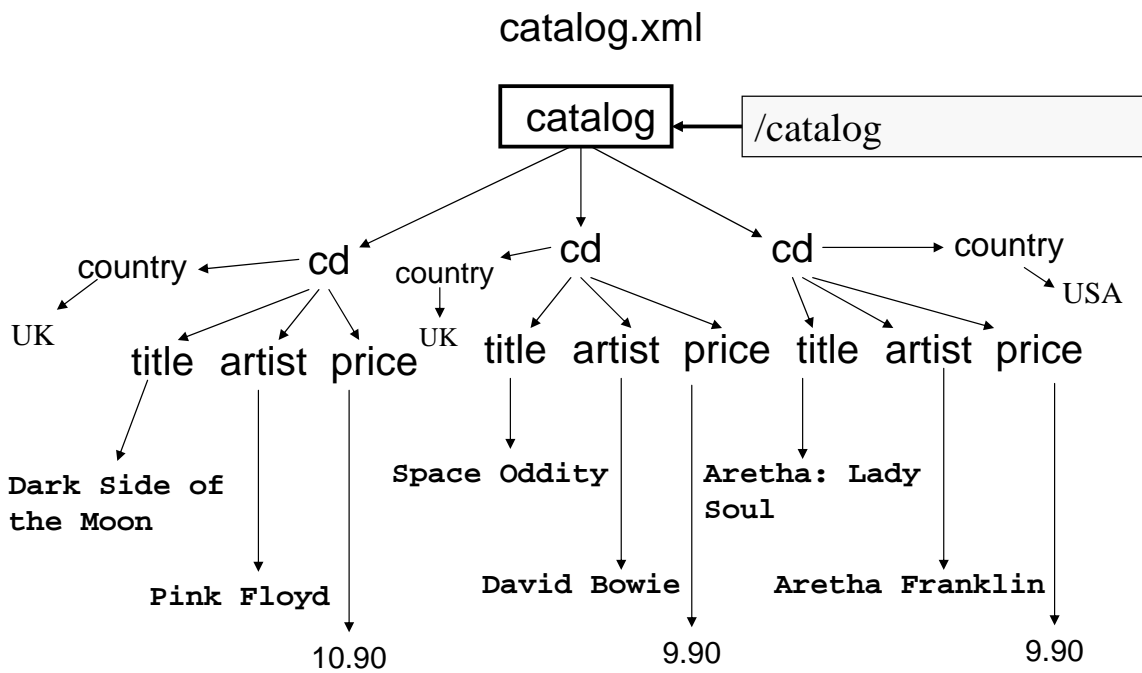 catalog.xml
catalog
/catalog
country
cd
country
cd
cd
country
UK
UK
USA
title artist price
title artist price
title artist price
Dark Side of
the Moon
Space Oddity
Aretha: Lady
Soul
Pink Floyd
David Bowie
Aretha Franklin
10.90
9.90
9.90